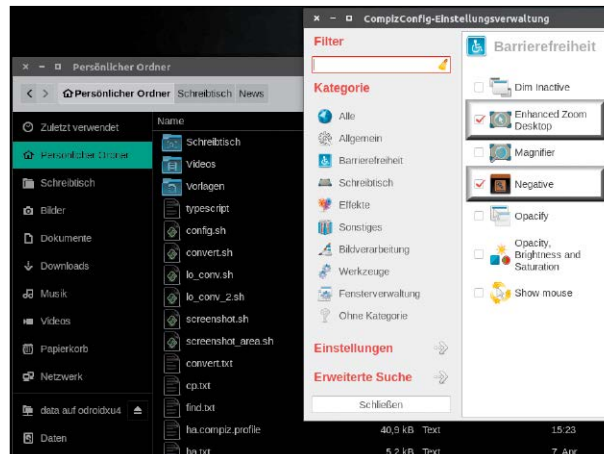 × − □ Persönlicher Ordner
< > Persönlicher Ordner Schreibtisch News
Zuletzt verwendet
Persönlicher Ordner
Schreibtisch
Bilder
Dokumente
Downloads
Musik
Videos
Papierkorb
Netzwerk
data auf odroidxu4
Daten
Name
Schreibtisch
Videos
Vorlagen
typescript
config.sh
convert.sh
lo_conv.sh
lo_conv_2.sh
screenshot.sh
screenshot_area.sh
convert.txt
cp.txt
find.txt
ha.compiz.profile 40,9 kB Text 15:23
ha.txt 5,2 kB Text 7. Apr
× − □ CompizConfig-Einstellungsverwaltung
Filter
Kategorie
Alle
Allgemein
Barrierefreiheit
Schreibtisch
Effekte
Sonstiges
Bildverarbeitung
Werkzeuge
Fensterverwaltung
Ohne Kategorie
Einstellungen
Erweiterte Suche
Schließen
Barrierefreiheit
Dim Inactive
Enhanced Zoom
Desktop
Magnifier
Negative
Opacify
Opacity,
Brightness and
Saturation
Show mouse